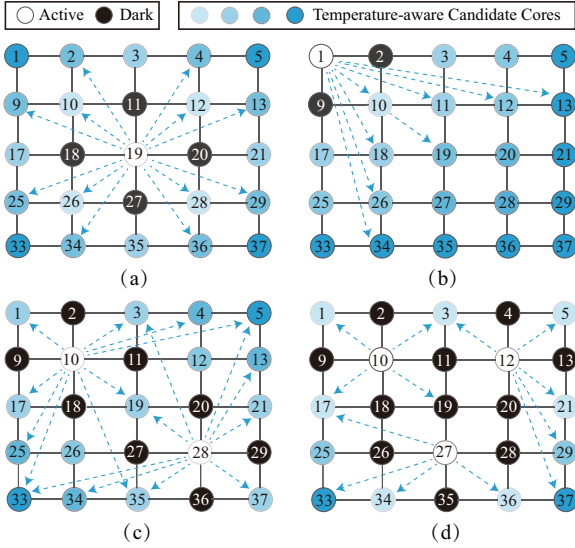 Active Dark Temperature-aware Candidate Cores
1 2 3 4 5 1 2 3 4 5
9 10 11 12 13 9 10 11 12 13
17 18 19 20 21 17 18 19 20 21
25 26 27 28 29 25 26 27 28 29
33 34 35 36 37 33 34 35 36 37
(a) (b)
1 2 3 4 5 1 2 3 4 5
9 10 11 12 13 9 10 11 12 13
17 18 19 20 21 17 18 19 20 21
25 26 27 28 29 25 26 27 28 29
33 34 35 36 37 33 34 35 36 37
(c) (d)